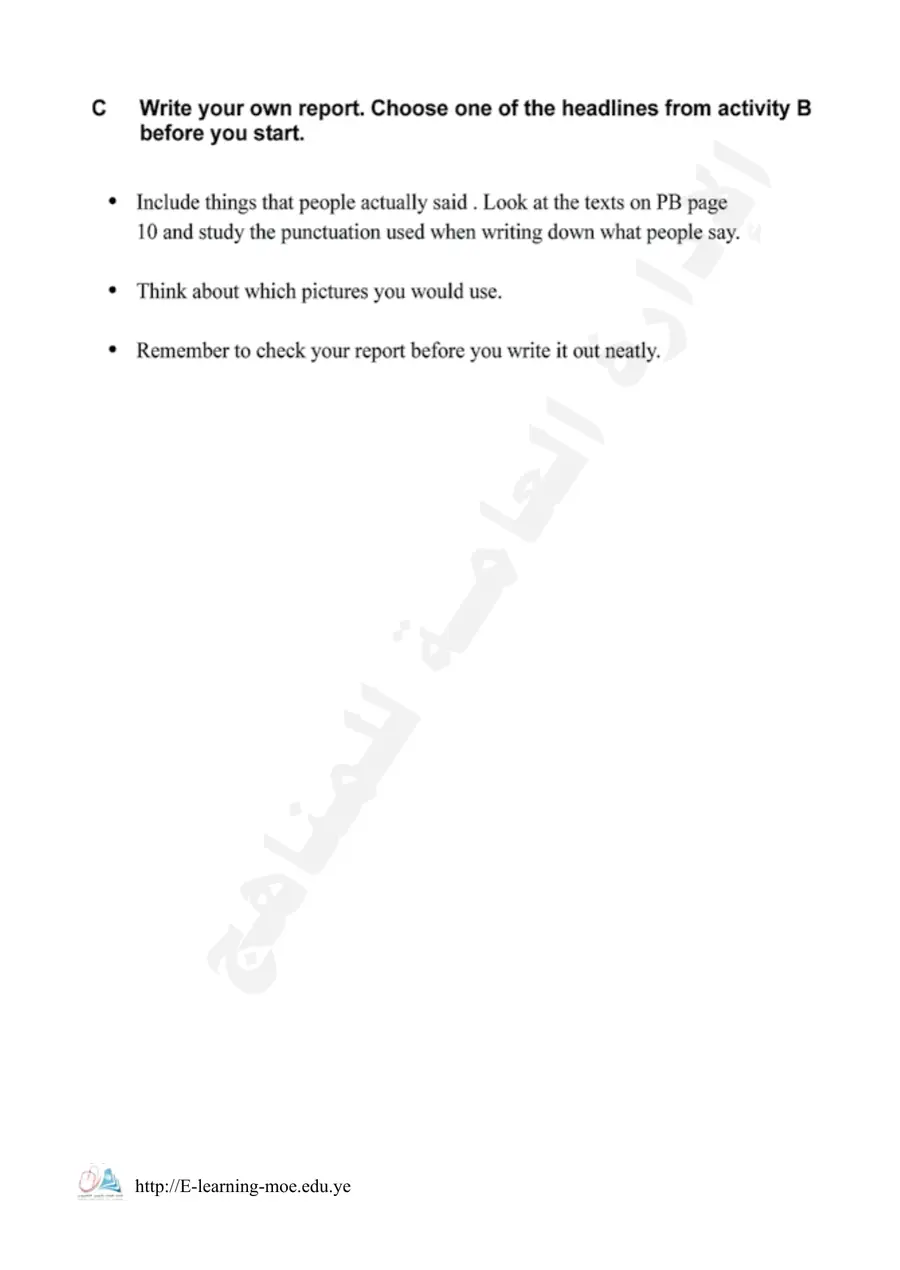 C Write your own report. Choose one of the headlines from activity B
before you start.
• Include things that people actually said . Look at the texts on PB page
10 and study the punctuation used when writing down what people say.
• Think about which pictures you would use.
• Remember to check your report before you write it out neatly.
الإدارة العامة للمناهج
http://E-learning-moe.edu.ye